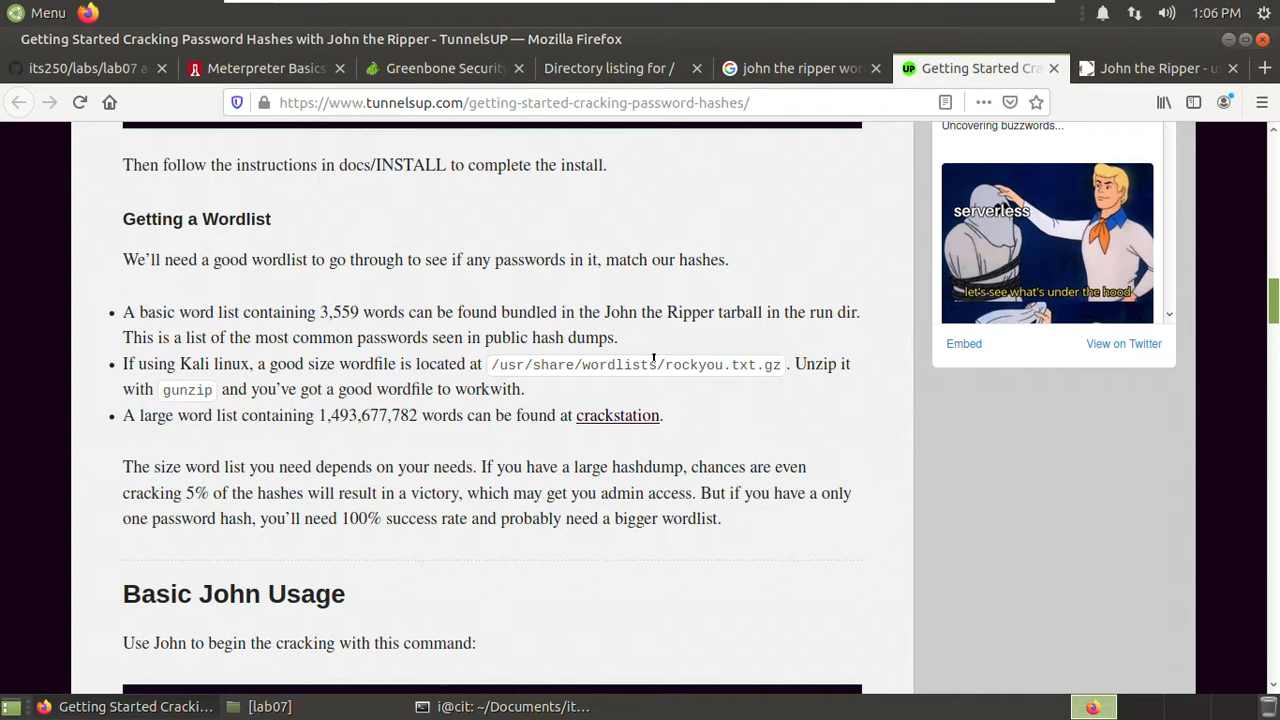 Menu
1:06 PM
Getting Started Cracking Password Hashes with John the Ripper - TunnelsUP — Mozilla Firefox
its250/labs/lab07 a
Meterpreter Basics
Greenbone Security
Directory listing for /
john the ripper wor
UP
Getting Started Cra
John the Ripper - us
https://www.tunnelsup.com/getting-started-cracking-password-hashes/
Then follow the instructions in docs/INSTALL to complete the install.
Getting a Wordlist
We’ll need a good wordlist to go through to see if any passwords in it, match our hashes.
A basic word list containing 3,559 words can be found bundled in the John the Ripper tarball in the run dir.
This is a list of the most common passwords seen in public hash dumps.
If using Kali linux, a good size wordfile is located at /usr/share/wordlists/rockyou.txt.gz. Unzip it
with gunzip and you’ve got a good wordfile to workwith.
A large word list containing 1,493,677,782 words can be found at crackstation.
The size word list you need depends on your needs. If you have a large hashdump, chances are even
cracking 5% of the hashes will result in a victory, which may get you admin access. But if you have a only
one password hash, you’ll need 100% success rate and probably need a bigger wordlist.
Basic John Usage
Use John to begin the cracking with this command:
Uncovering buzzwords...
serverless
let's see what's under the hood
Embed
View on Twitter
Getting Started Cracki...
[lab07]
i@cit: ~/Documents/it...